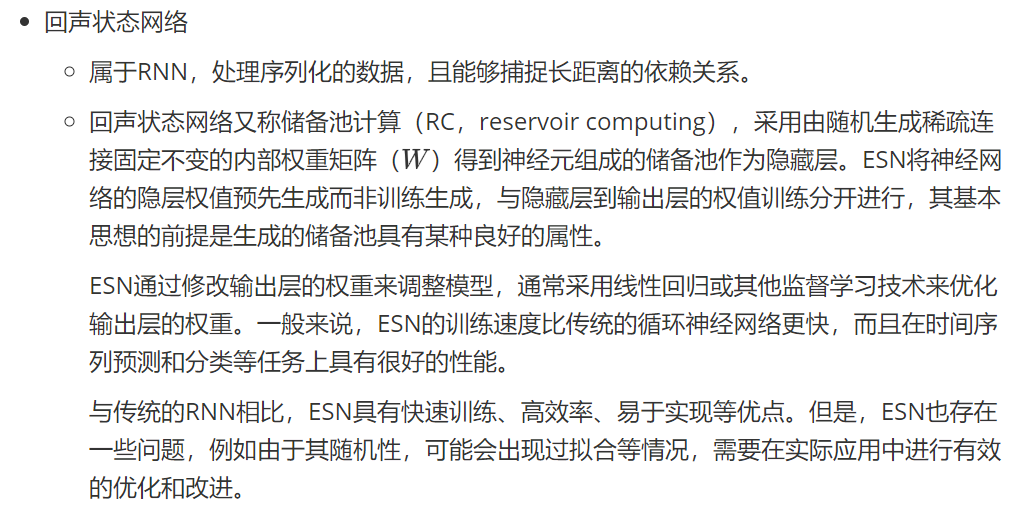 回声状态网络
属于RNN，处理序列化的数据，且能够捕捉长距离的依赖关系。
回声状态网络又称储备池计算（RC，reservoir computing），采用由随机生成稀疏连
接固定不变的内部权重矩阵（W）得到神经元组成的储备池作为隐藏层。ESN将神经网
络的隐层权值预先生成而非训练生成，与隐藏层到输出层的权值训练分开进行，其基本
思想的前提是生成的储备池具有某种良好的属性。
ESN通过修改输出层的权重来调整模型，通常采用线性回归或其他监督学习技术来优化
输出层的权重。一般来说，ESN的训练速度比传统的循环神经网络更快，而且在时间序
列预测和分类等任务上具有很好的性能。
与传统的RNN相比，ESN具有快速训练、高效率、易于实现等优点。但是，ESN也存在
一些问题，例如由于其随机性，可能会出现过拟合等情况，需要在实际应用中进行有效
的优化和改进。